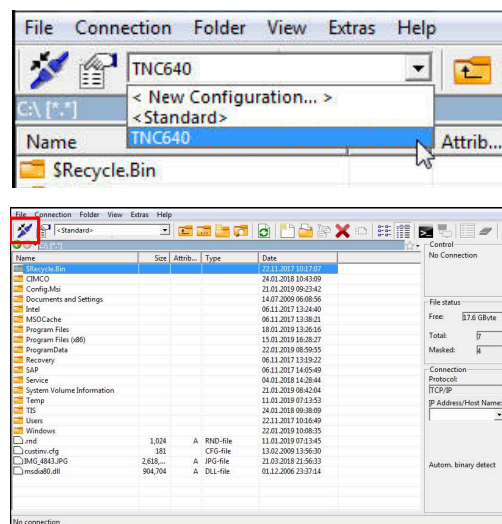 File Connection Folder View Extras Help
TNC640
C:\ [*.*]
< New Configuration... >
<Standard>
Name TNC640 Attrib...
$Recycle.Bin
File Connection Folder View Extras Help
<Standard>
C:\ [*.*]
Name Size Attrib... Type Date
$Recycle.Bin 22.11.2017 10:17:07
CIMCO 24.01.2018 10:43:09
Config.Msi 21.01.2019 09:23:42
Documents and Settings 14.07.2009 06:08:56
Intel 06.11.2017 13:24:40
MSOCache 06.11.2017 13:38:21
Program Files 18.01.2019 13:26:16
Program Files (x86) 15.01.2019 16:28:27
ProgramData 22.01.2019 08:59:55
Recovery 06.11.2017 13:19:22
SAP 06.11.2017 14:05:49
Service 04.01.2018 14:28:44
System Volume Information 21.01.2019 08:42:04
Temp 11.01.2019 07:13:53
TIS 24.01.2018 09:38:09
Users 22.11.2017 10:16:49
Windows 22.01.2019 10:08:35
.rnd 1,024 A RND-file 11.01.2019 07:13:45
custinv.cfg 181 CFG-file 13.02.2009 13:56:30
IMG_4843.JPG 2,618,... A JPG-file 21.03.2018 21:56:33
msdia80.dll 904,704 A DLL-file 01.12.2006 23:37:14
Control
No Connection
File status
Free: 17.6 GByte
Total: 7
Masked: 4
Connection
Protocol:
TCP/IP
IP Address/Host Name:
Autom. binary detect
No connection